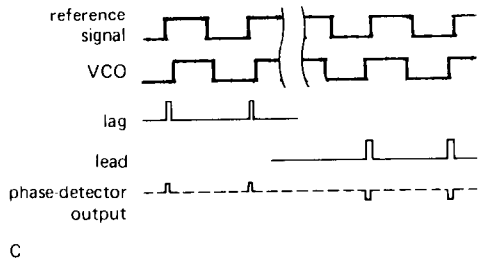 reference
signal
VCO
lag
lead
phase-detector
output
C